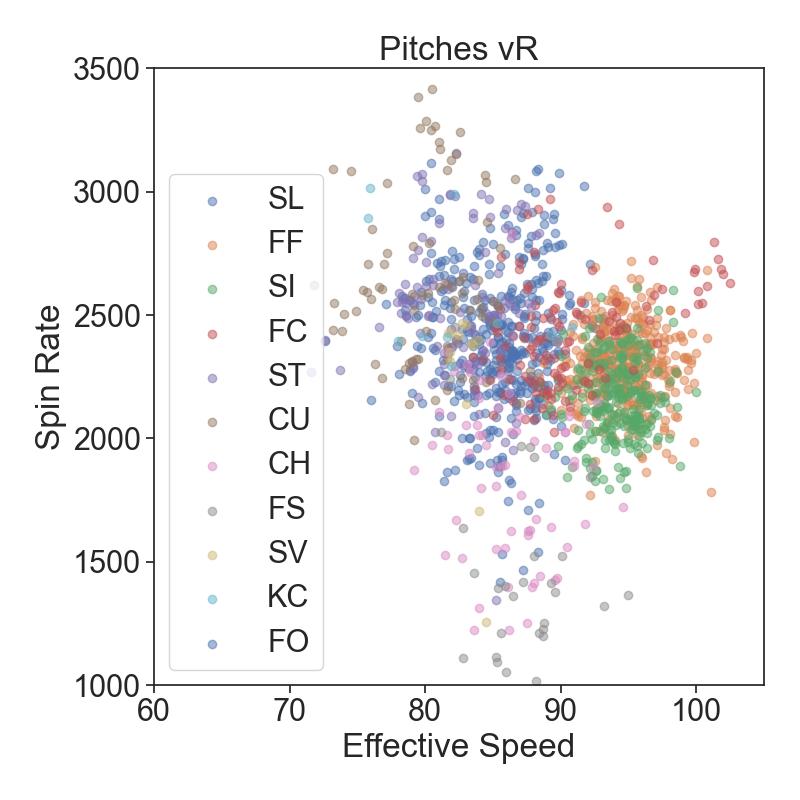 Pitches vR
3500
3000
2500
2000
1500
1000
Spin Rate
SL
FF
SI
FC
ST
CU
CH
FS
SV
KC
FO
60 70 80 90 100
Effective Speed